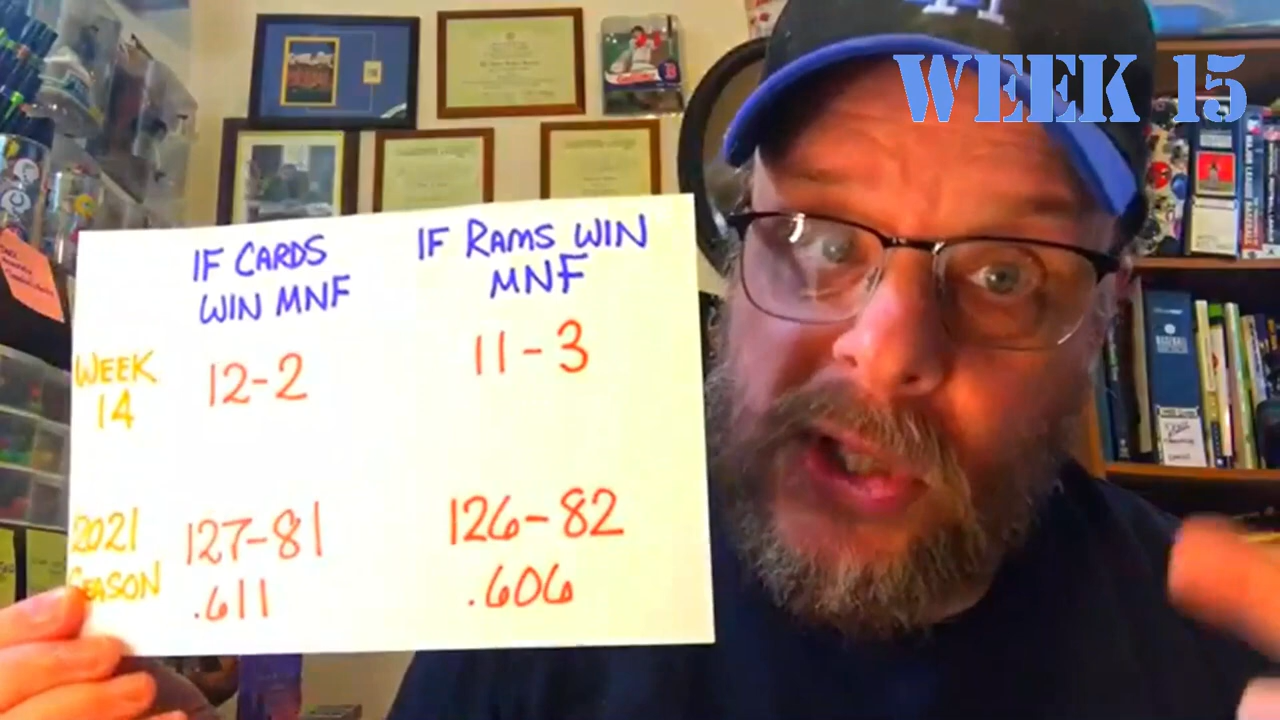 WEEK 15
IF CARDS
WIN MNF
IF RAMS WIN
MNF
WEEK
14
12-2
11-3
2021
SEASON
127-81
.611
126-82
.606